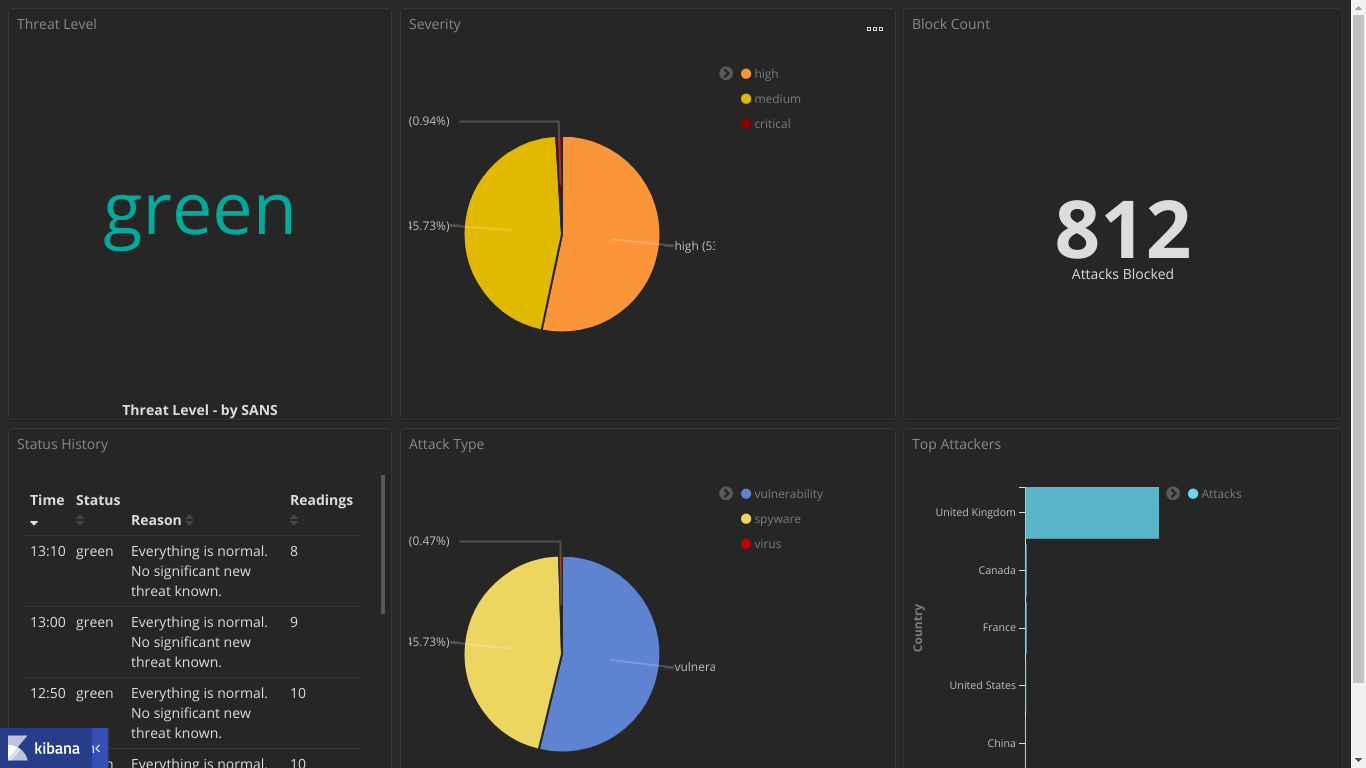 Threat Level
green
Threat Level - by SANS
Severity
high
medium
critical
(0.94%)
45.73%)
high (53
Block Count
812
Attacks Blocked
Status History
Time Status Reason Readings
13:10 green Everything is normal. 8
No significant new
threat known.
13:00 green Everything is normal. 9
No significant new
threat known.
12:50 green Everything is normal. 10
No significant new
threat known.
Everything is normal. 10
kibana
Attack Type
vulnerability
spyware
virus
(0.47%)
45.73%)
vulnera
Top Attackers
Attacks
Country
United Kingdom
Canada
France
United States
China